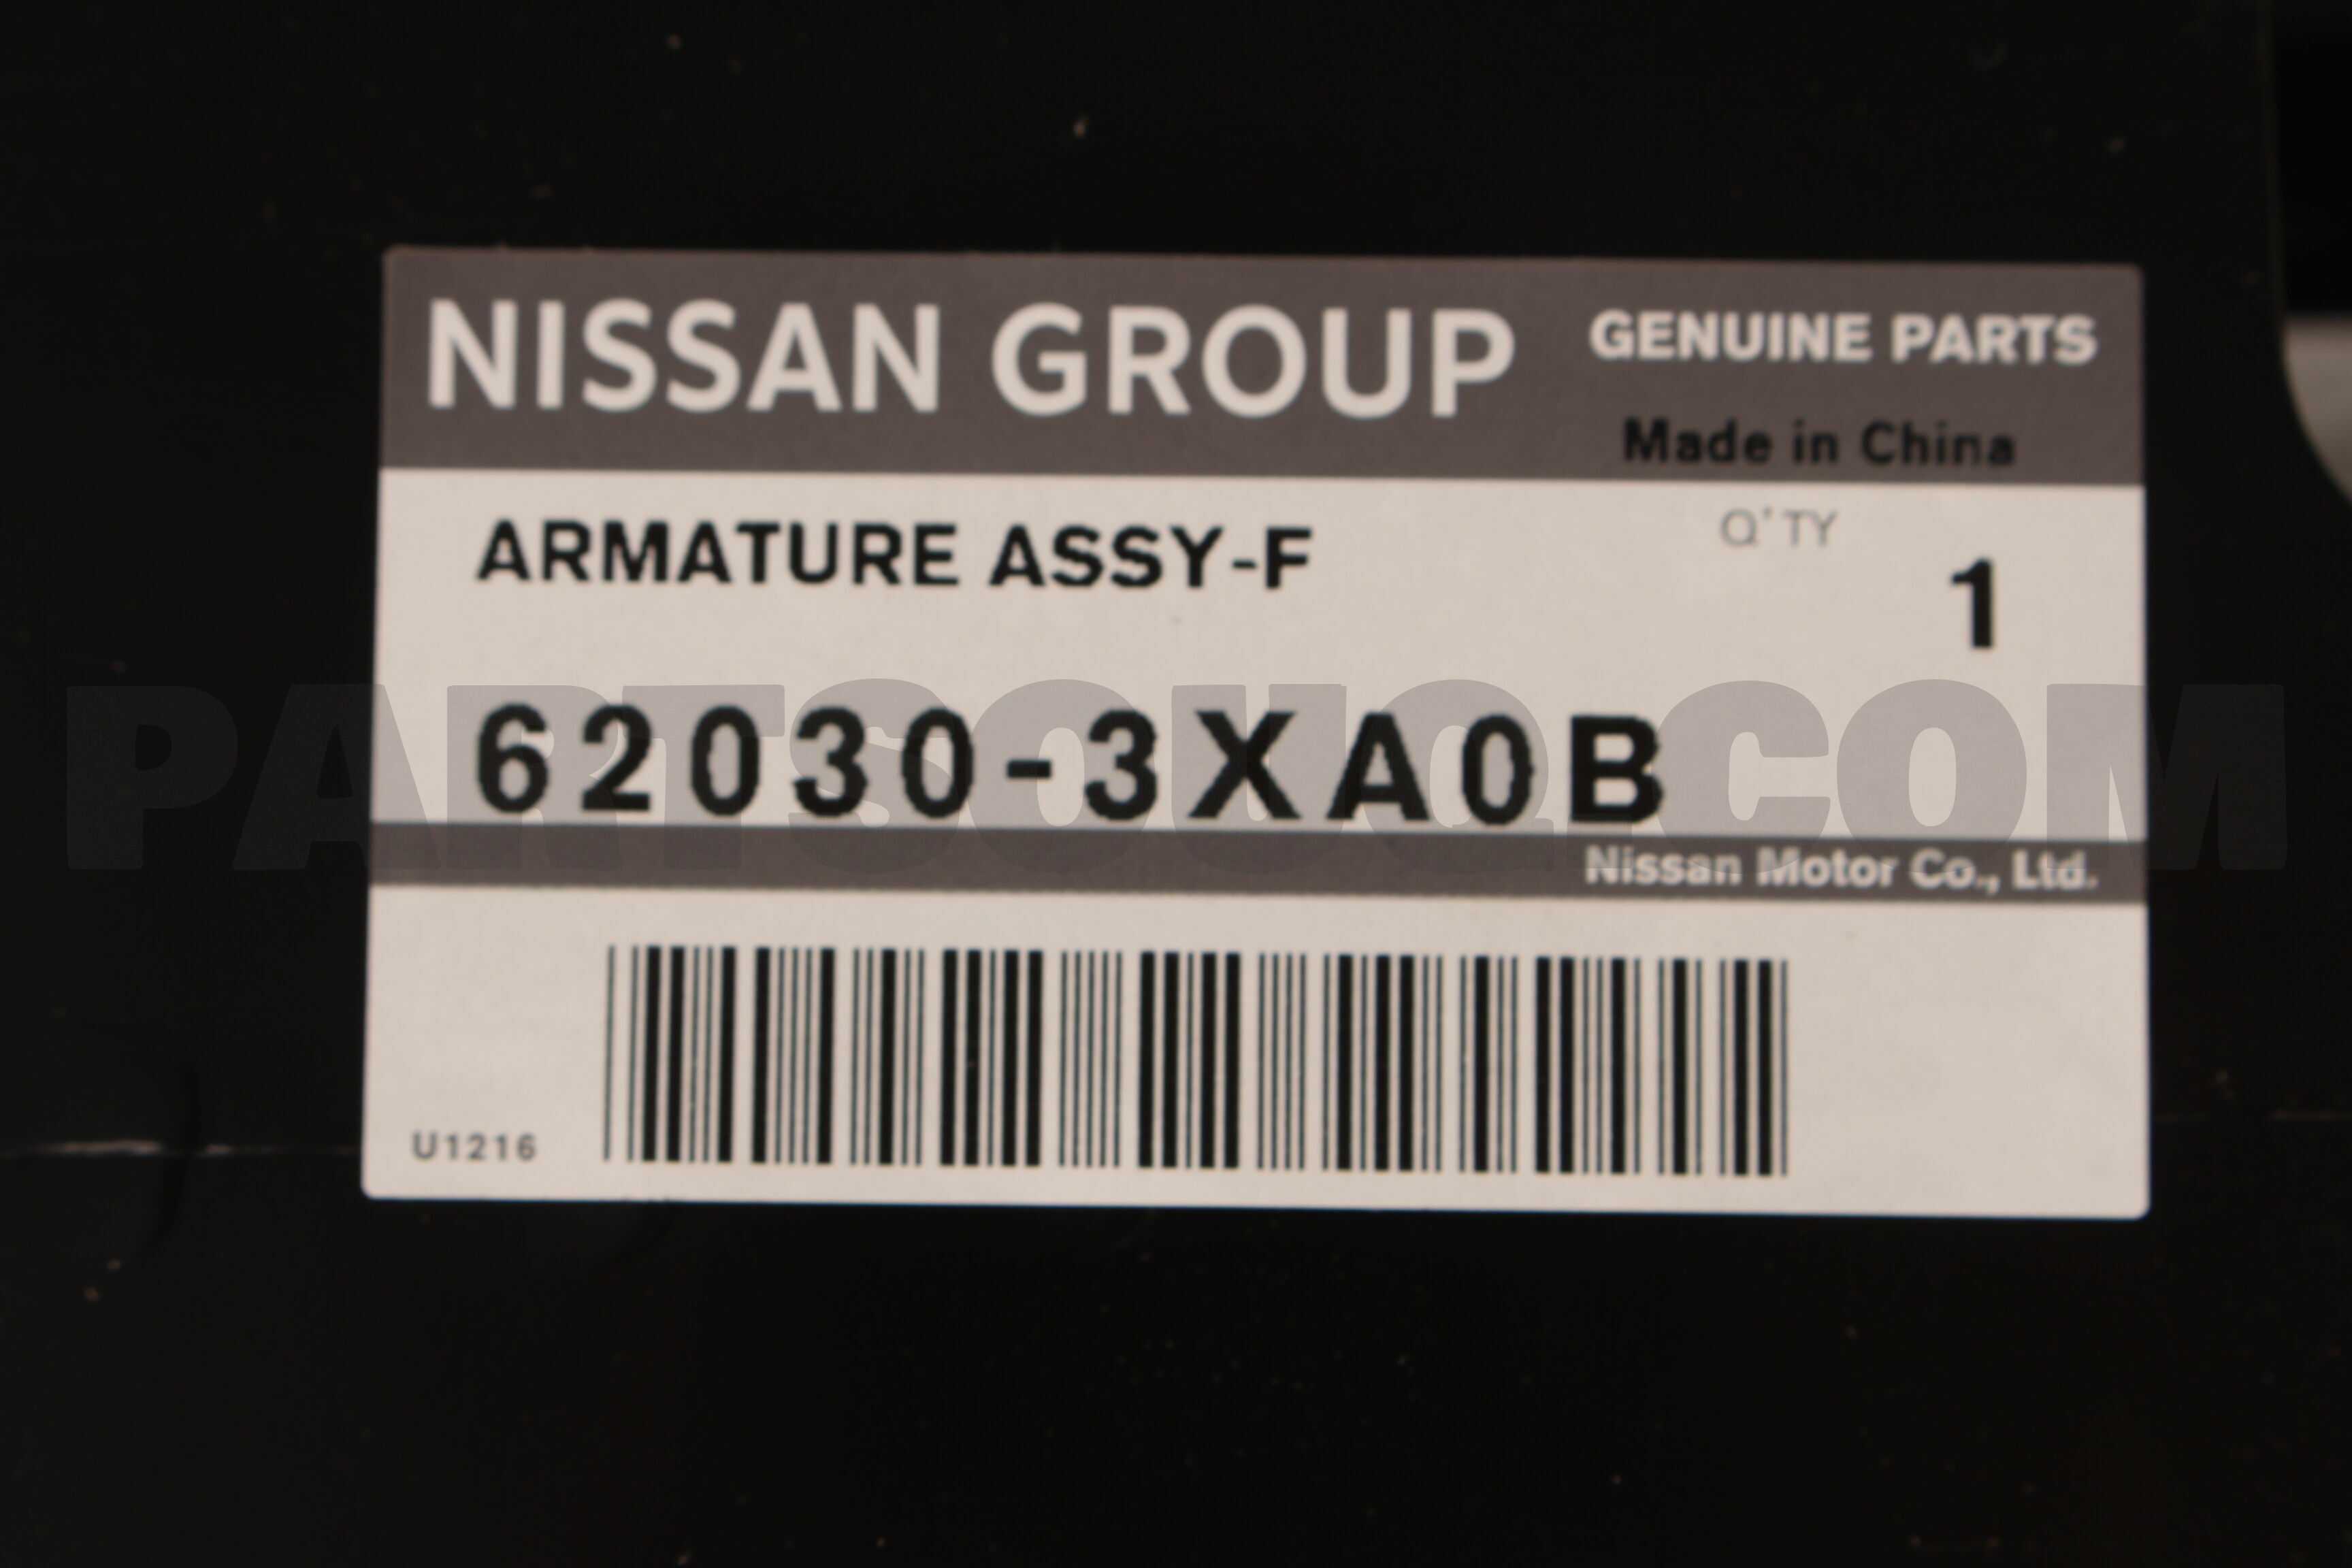 NISSAN GROUP GENUINE PARTS
Made in China
ARMATURE ASSY-F
Q'TY
1
62030-3XA0B
PARTSOUQ.COM
Nissan Motor Co., Ltd.
U1216